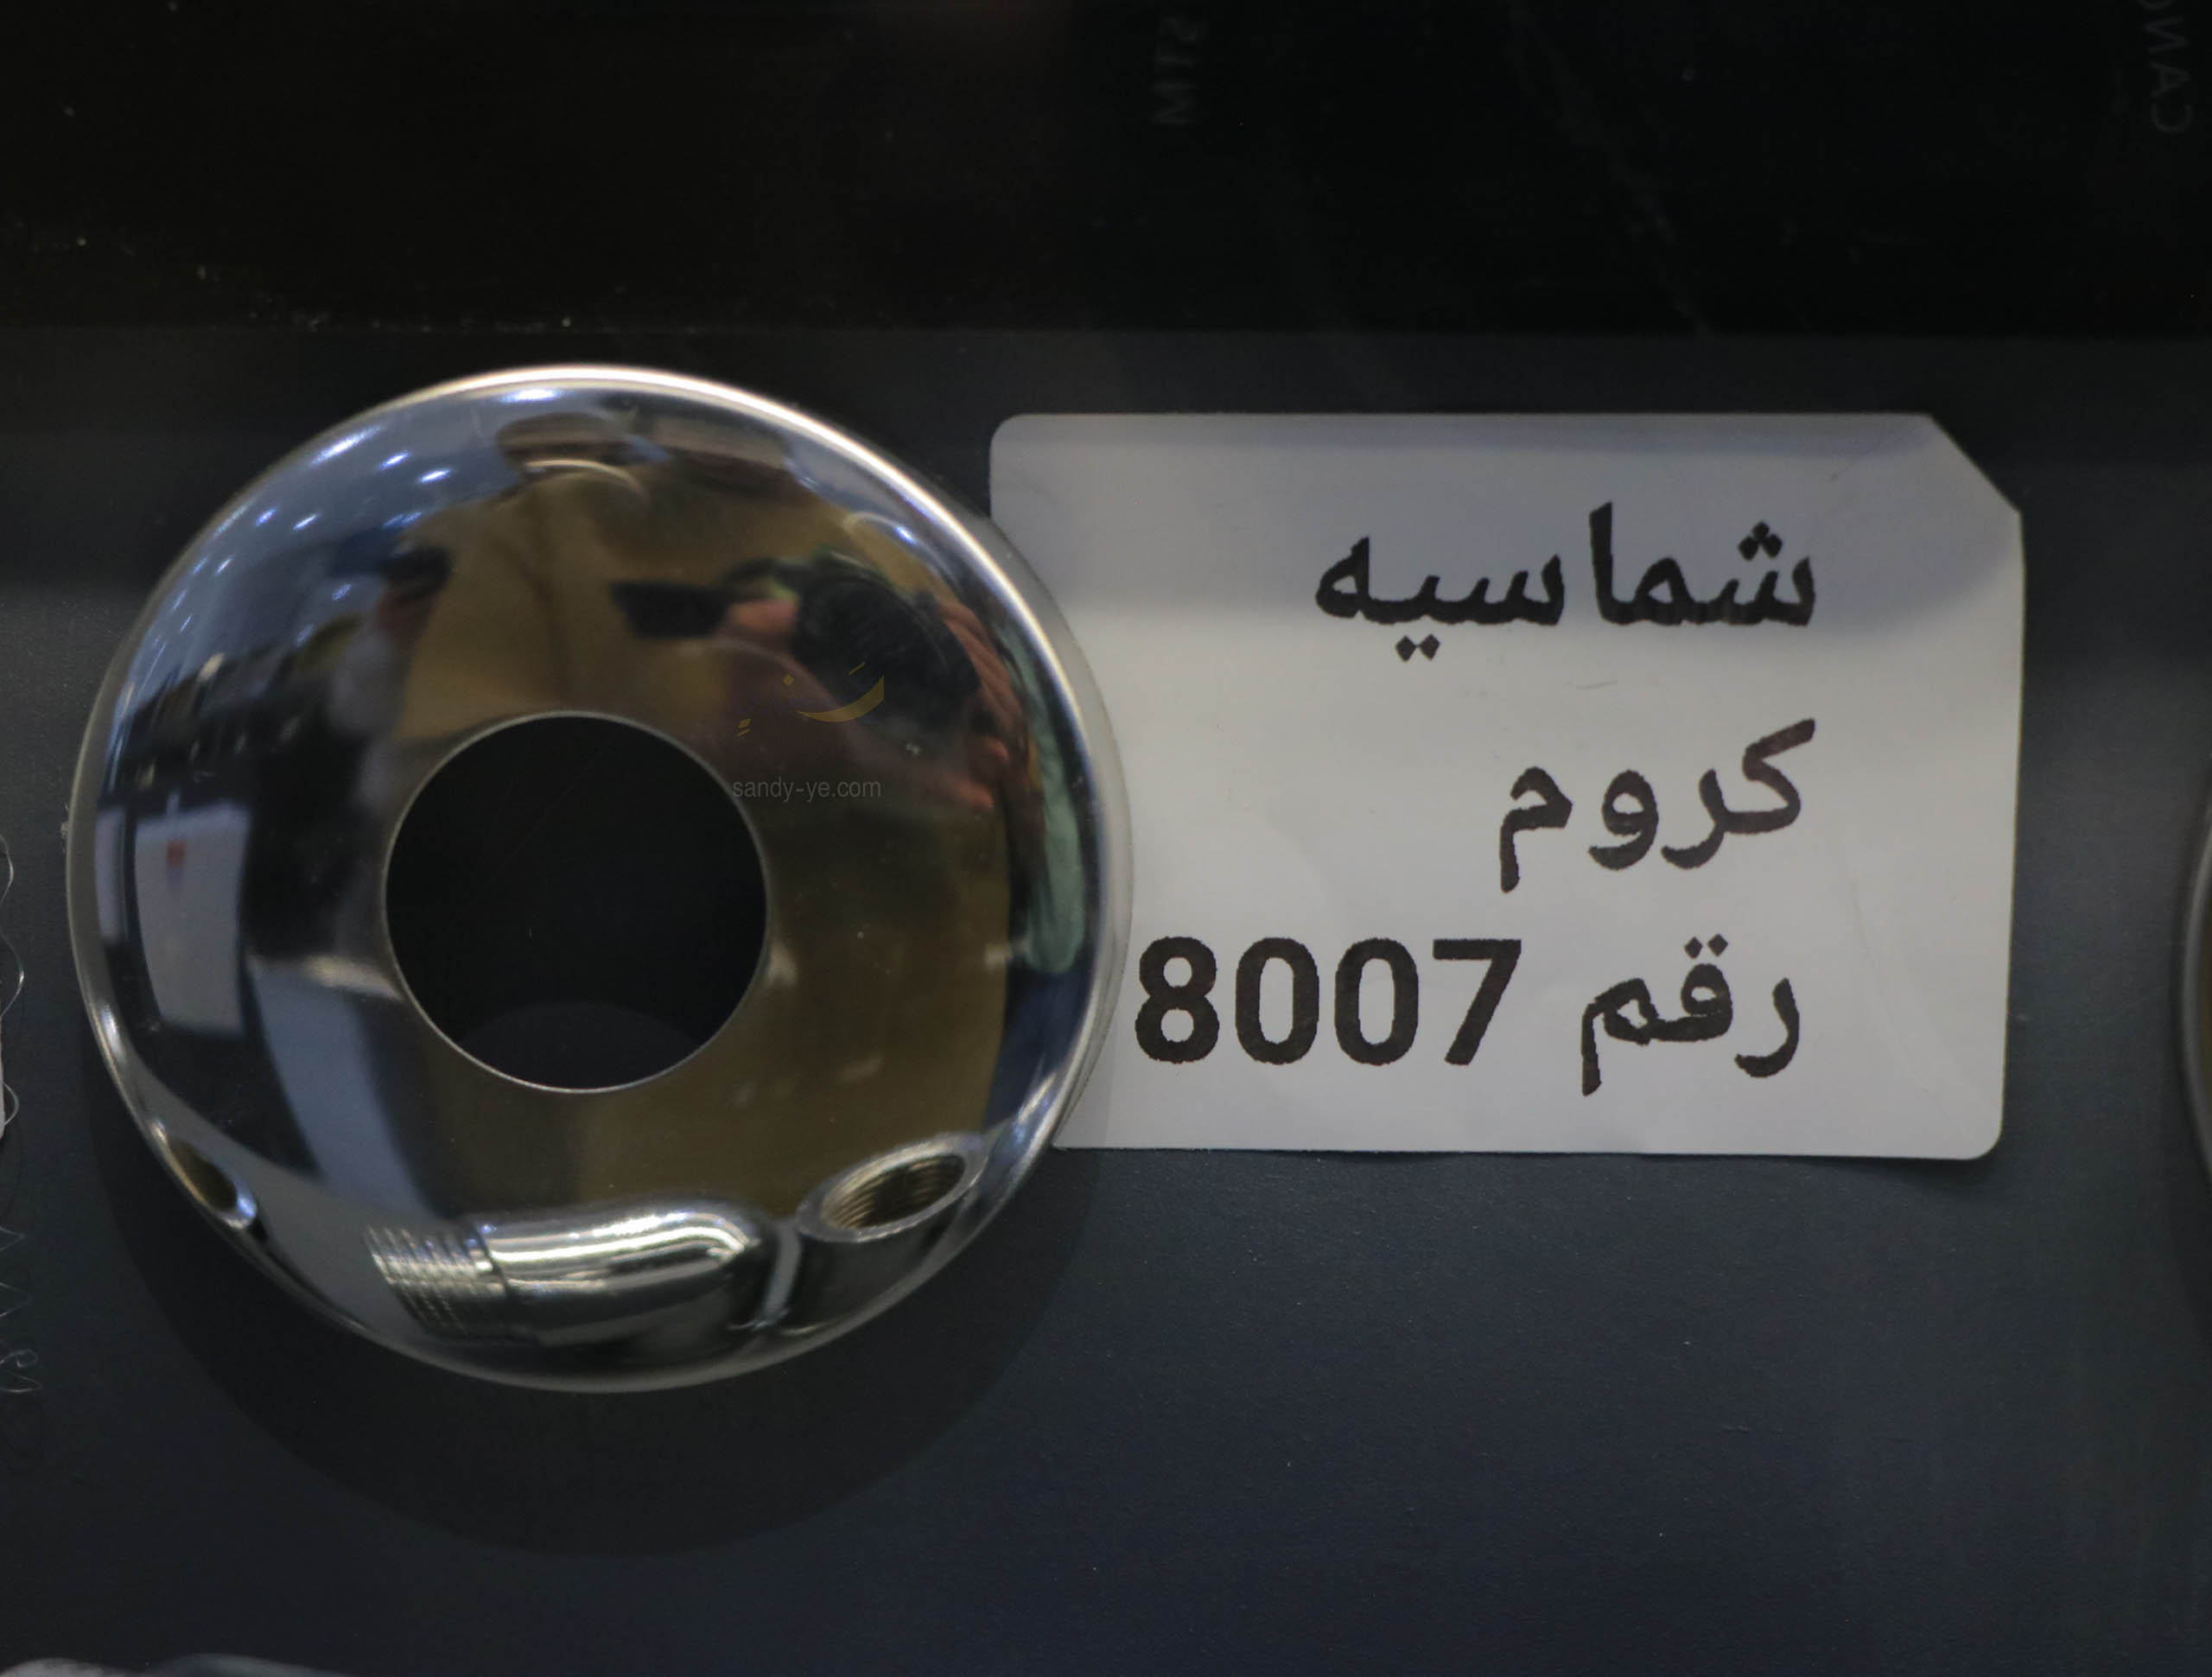 شماسيه
كروم
رقم 8007
sandy-ye.com